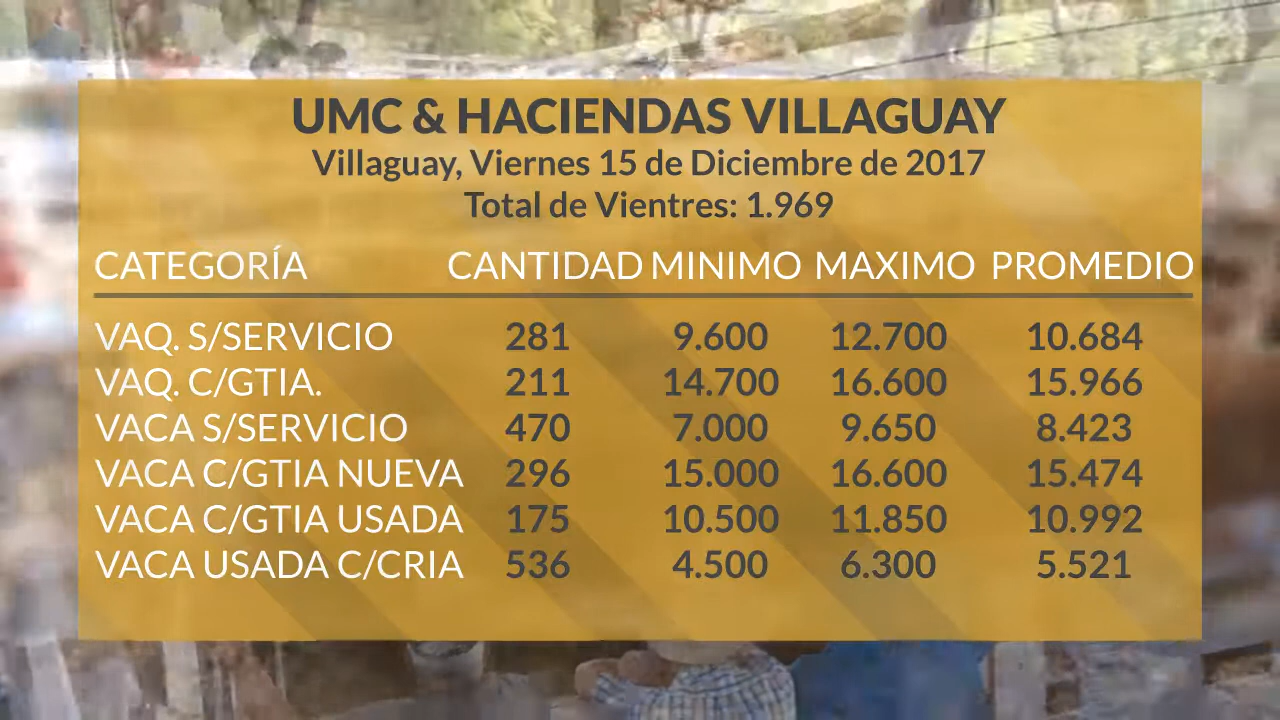 UMC & HACIENDAS VILLAGUAY
Villaguay, Viernes 15 de Diciembre de 2017
Total de Vientres: 1.969
CATEGORÍA CANTIDAD MINIMO MAXIMO PROMEDIO
VAQ. S/SERVICIO 281 9.600 12.700 10.684
VAQ. C/GTIA. 211 14.700 16.600 15.966
VACA S/SERVICIO 470 7.000 9.650 8.423
VACA C/GTIA NUEVA 296 15.000 16.600 15.474
VACA C/GTIA USADA 175 10.500 11.850 10.992
VACA USADA C/CRIA 536 4.500 6.300 5.521